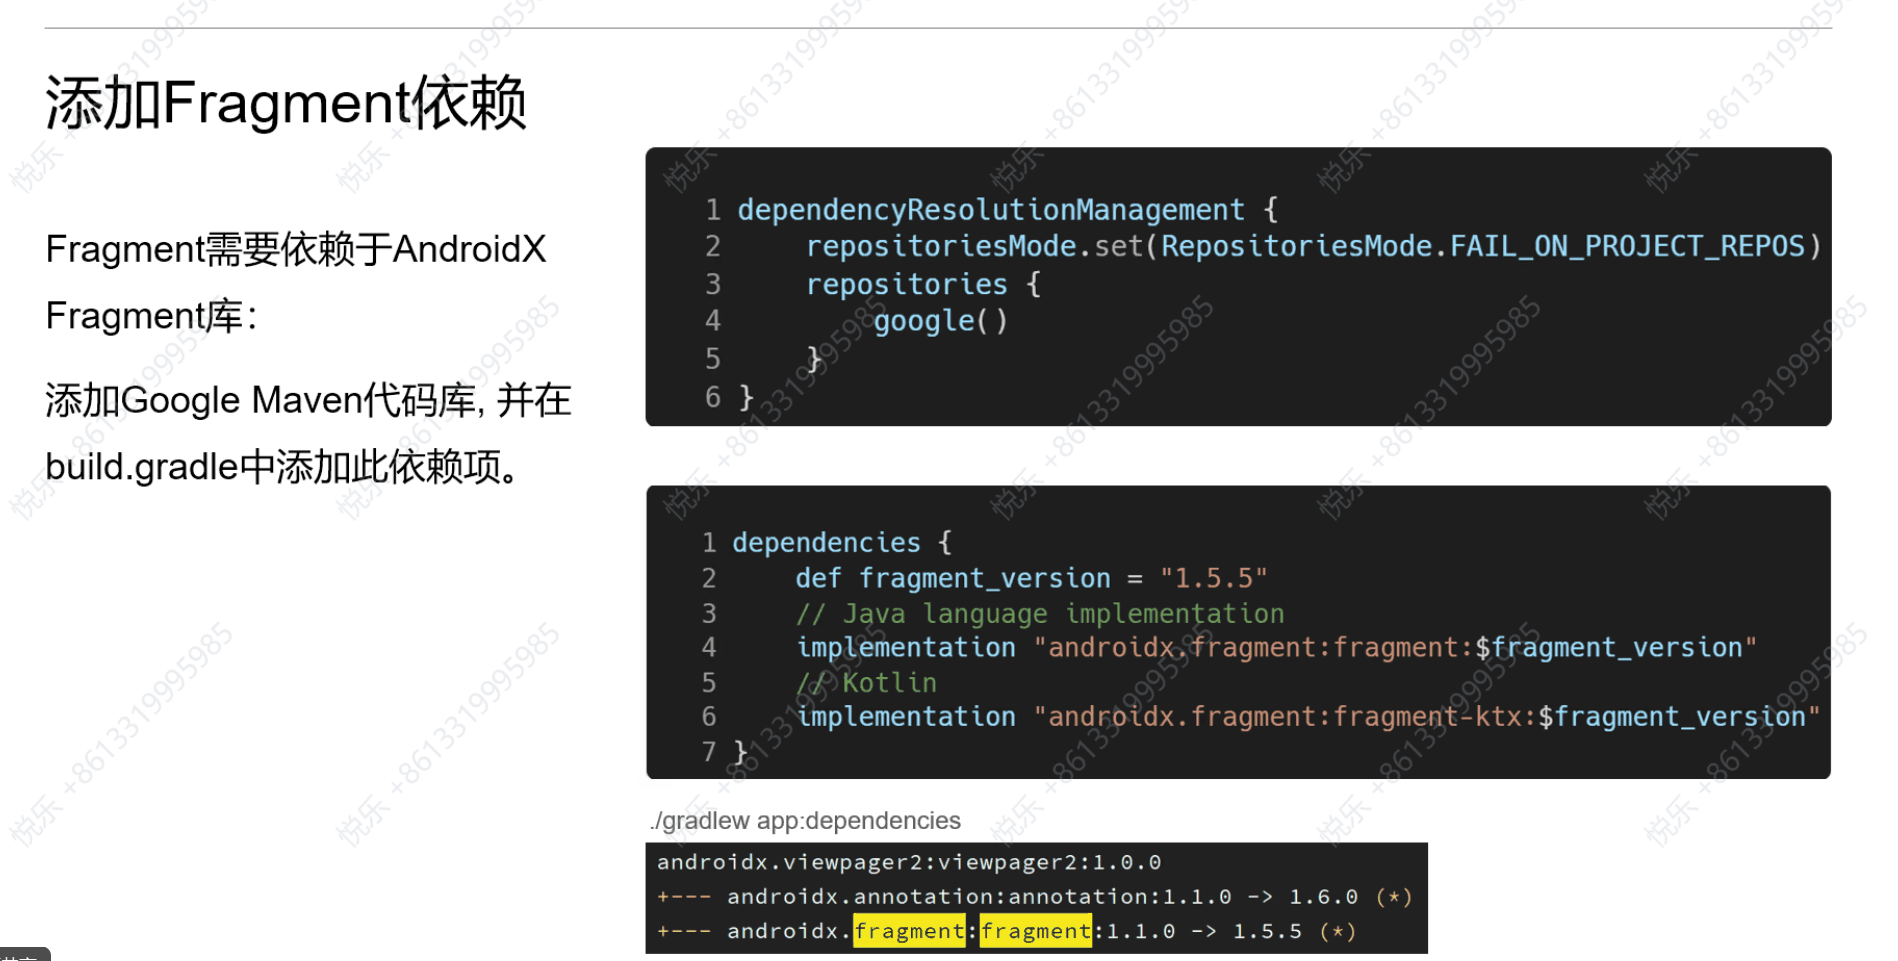 添加Fragment依赖
Fragment需要依赖于AndroidX
Fragment库：
添加Google Maven代码库, 并在
build.gradle中添加此依赖项。
1 dependencyResolutionManagement {
2     repositoriesMode.set(RepositoriesMode.FAIL_ON_PROJECT_REPOS)
3     repositories {
4         google()
5     }
6 }
1 dependencies {
2     def fragment_version = "1.5.5"
3     // Java language implementation
4     implementation "androidx.fragment:fragment:$fragment_version"
5     // Kotlin
6     implementation "androidx.fragment:fragment-ktx:$fragment_version"
7 }
./gradlew app:dependencies
androidx.viewpager2:viewpager2:1.0.0
+--- androidx.annotation:annotation:1.1.0 -> 1.6.0 (*)
+--- androidx.fragment:fragment:1.1.0 -> 1.5.5 (*)
悦乐 +8613319995985